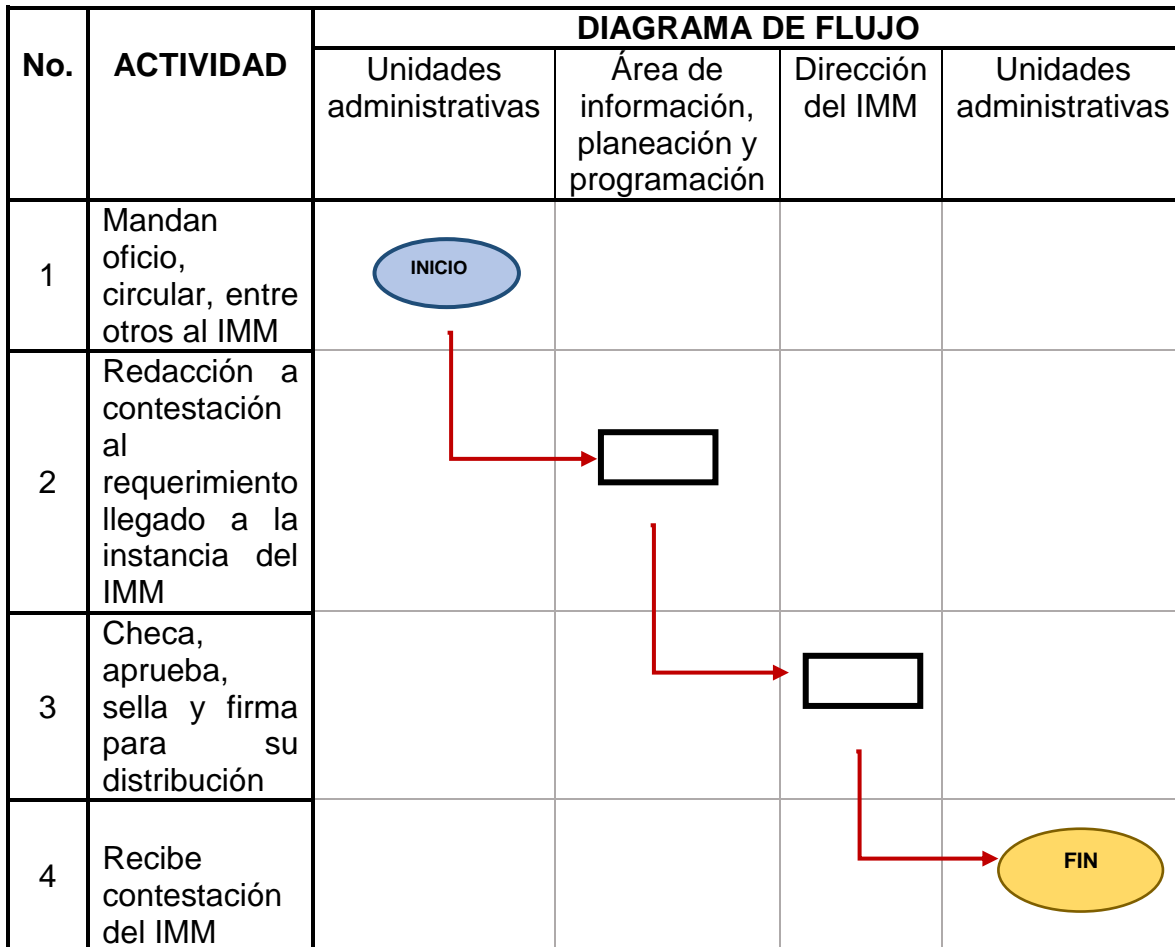 DIAGRAMA DE FLUJO
No.
ACTIVIDAD
Unidades
administrativas
Área de
información,
planeación y
programación
Dirección
del IMM
Unidades
administrativas
1
Mandan
oficio,
circular, entre
otros al IMM
INICIO
2
Redacción a
contestación
al
requerimiento
llegado a la
instancia del
IMM
3
Checa,
aprueba,
sella y firma
para su
distribución
4
Recibe
contestación
del IMM
FIN